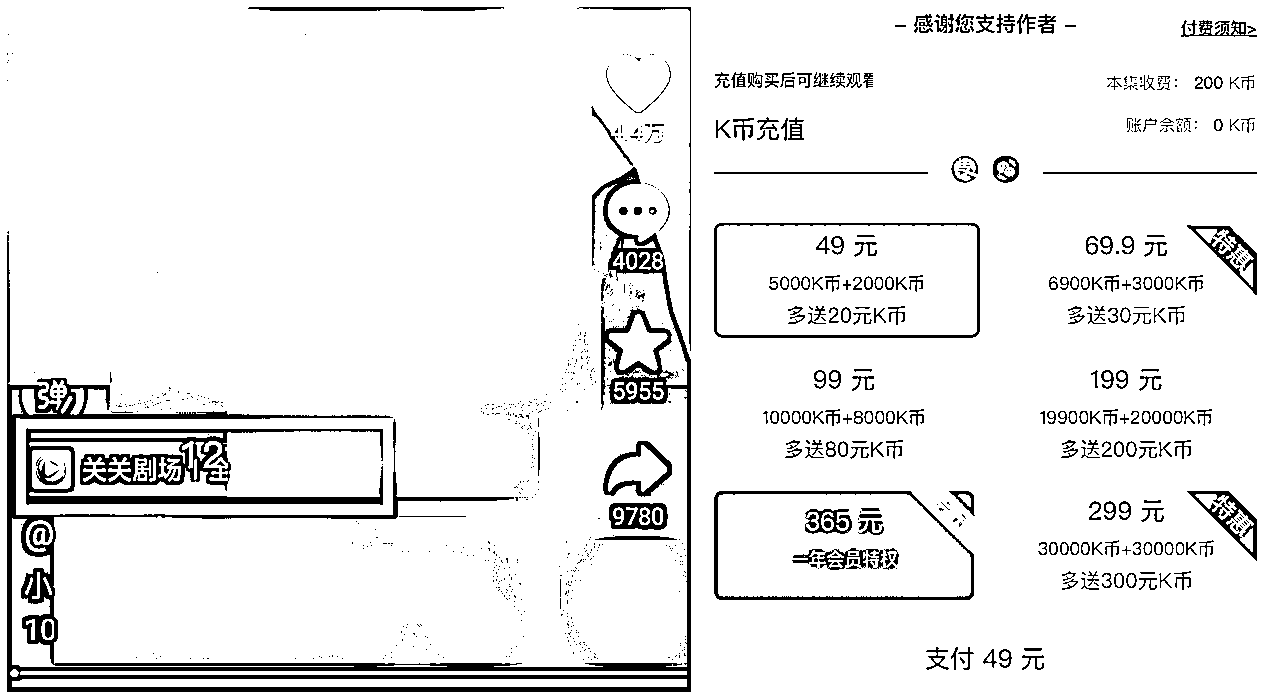 4.4万
4028
5955
9780
弹
关关剧场
12
全
@
小
10
– 感谢您支持作者 –
付费须知>
充值购买后可继续观看
本集收费： 200 K币
K币充值
账户余额： 0 K币
49 元
5000K币+2000K币
多送20元K币
69.9 元
特惠
6900K币+3000K币
多送30元K币
99 元
10000K币+8000K币
多送80元K币
199 元
19900K币+20000K币
多送200元K币
365 元
一年会员特权
299 元
特惠
30000K币+30000K币
多送300元K币
支付 49 元